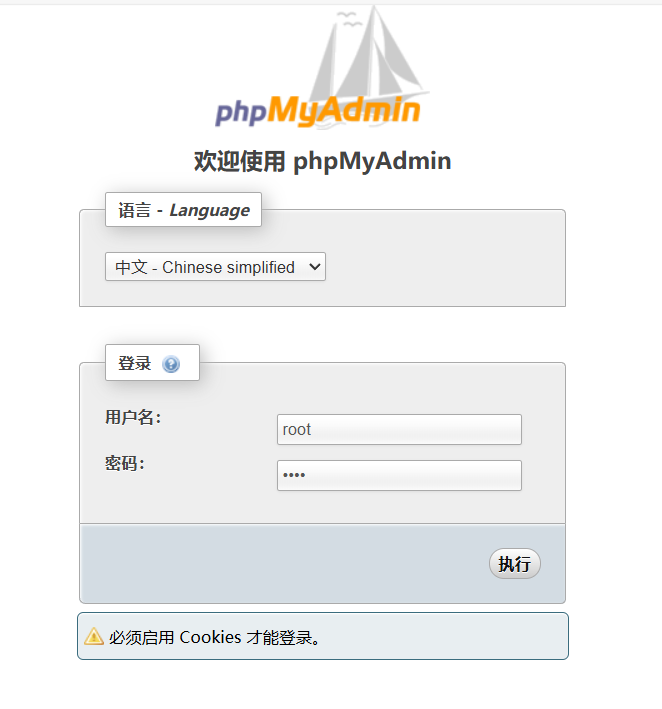 phpMyAdmin
欢迎使用 phpMyAdmin
语言 - Language
中文 - Chinese simplified
登录
用户名：
root
密码：
••••
执行
必须启用 Cookies 才能登录。